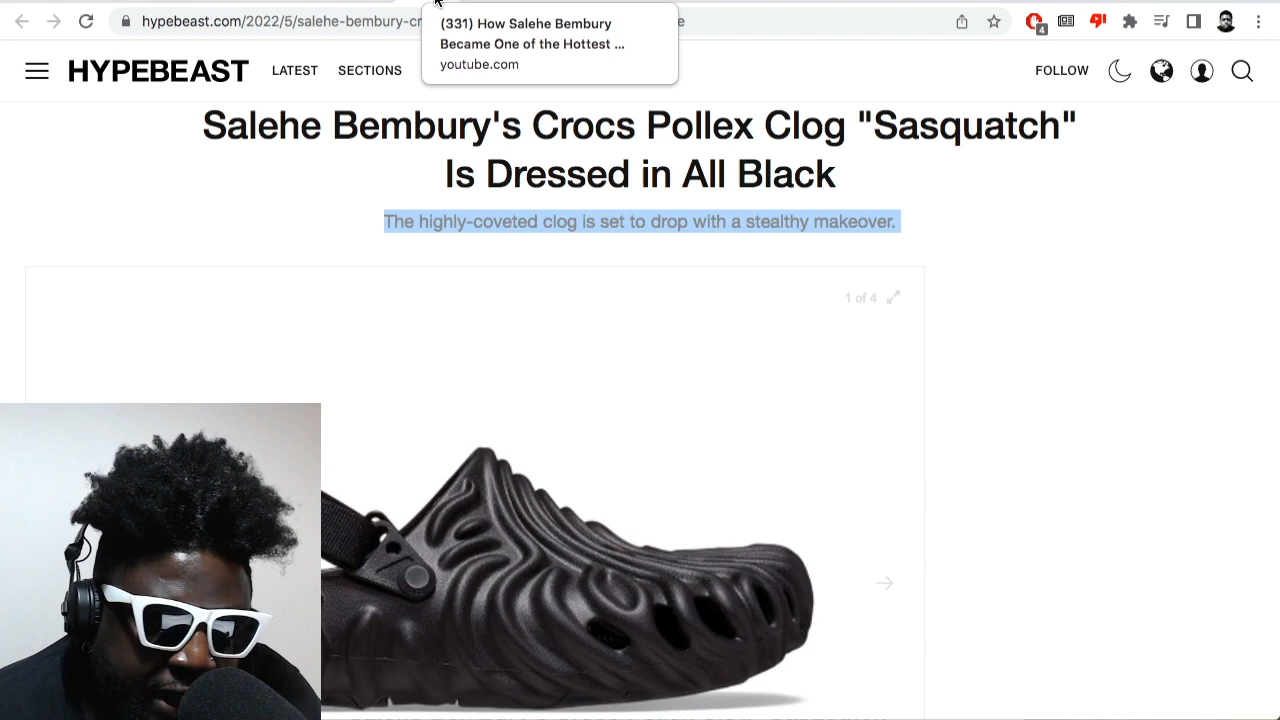 hypebeast.com/2022/5/salehe-bembury-cr
e
4
(331) How Salehe Bembury
Became One of the Hottest ...
youtube.com
HYPEBEAST LATEST SECTIONS FOLLOW
Salehe Bembury's Crocs Pollex Clog "Sasquatch"
Is Dressed in All Black
The highly-coveted clog is set to drop with a stealthy makeover.
1 of 4